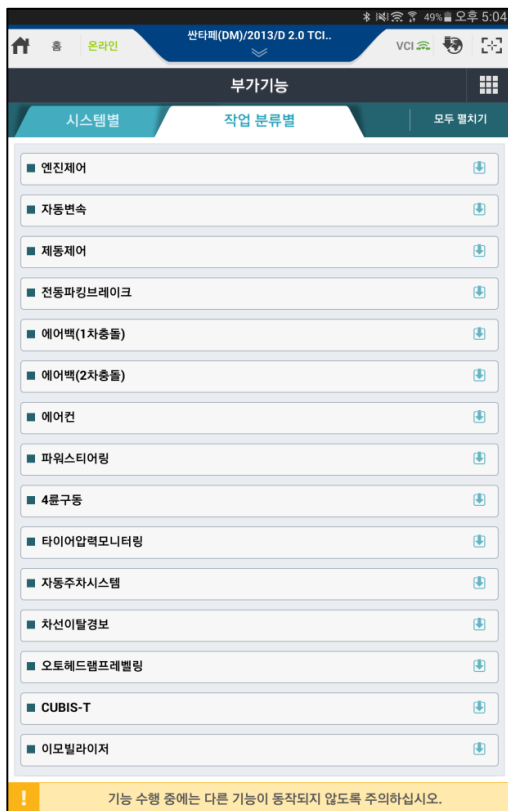 49% 오후 5:04
홈 온라인 싼타페(DM)/2013/D 2.0 TCI.. VCI
부가기능
시스템별 작업 분류별 모두 펼치기
엔진제어
자동변속
제동제어
전동파킹브레이크
에어백(1차충돌)
에어백(2차충돌)
에어컨
파워스티어링
4륜구동
타이어압력모니터링
자동주차시스템
차선이탈경보
오토헤드램프레벨링
CUBIS-T
이모빌라이저
! 기능 수행 중에는 다른 기능이 동작되지 않도록 주의하십시오.